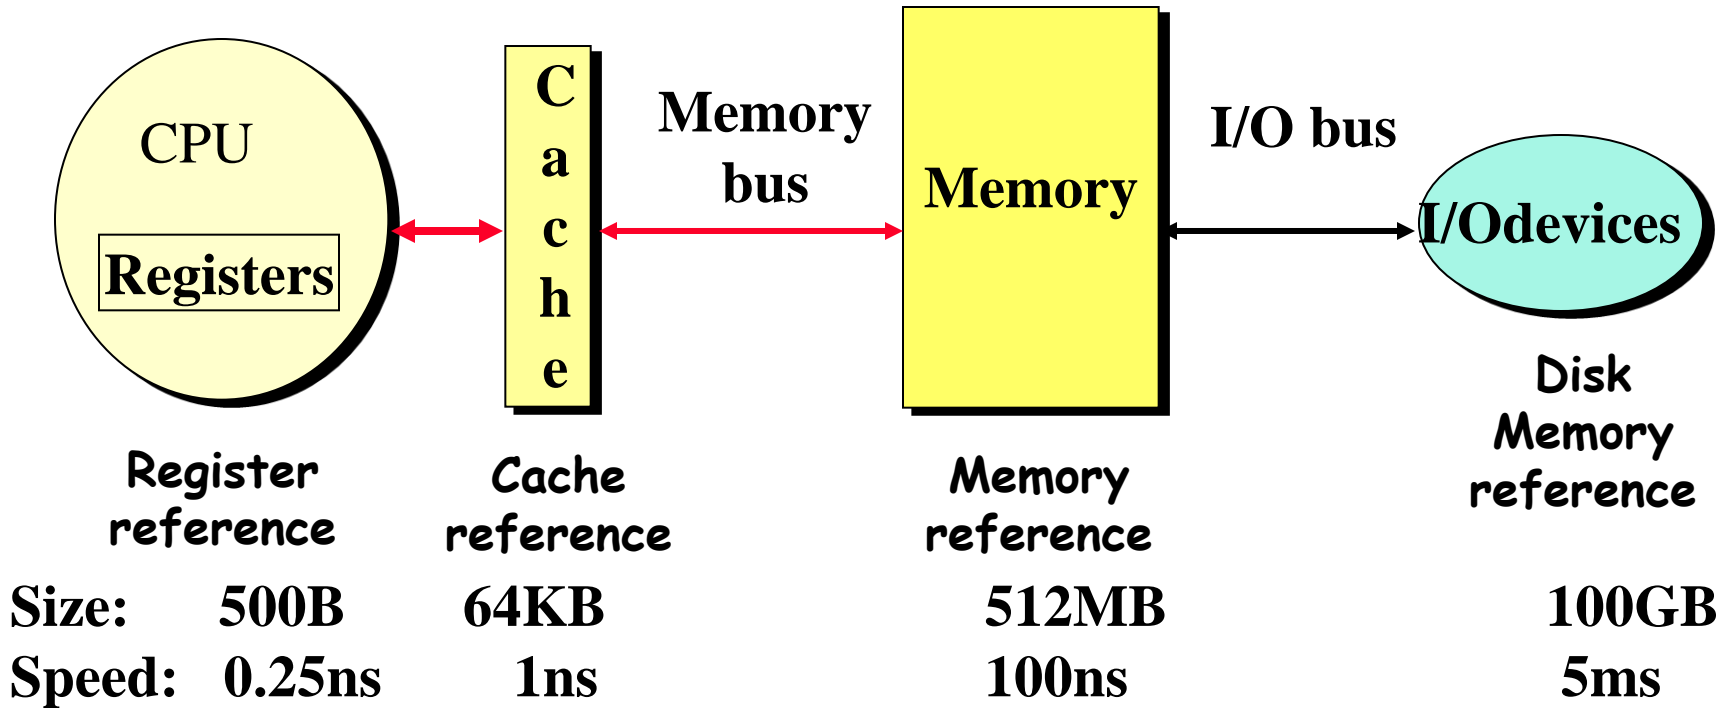 CPU
Registers
C
a
c
h
e
Memory
bus
Memory
I/O bus
I/Odevices
Register
reference
Cache
reference
Memory
reference
Disk
Memory
reference
Size: 500B 64KB 512MB 100GB
Speed: 0.25ns 1ns 100ns 5ms